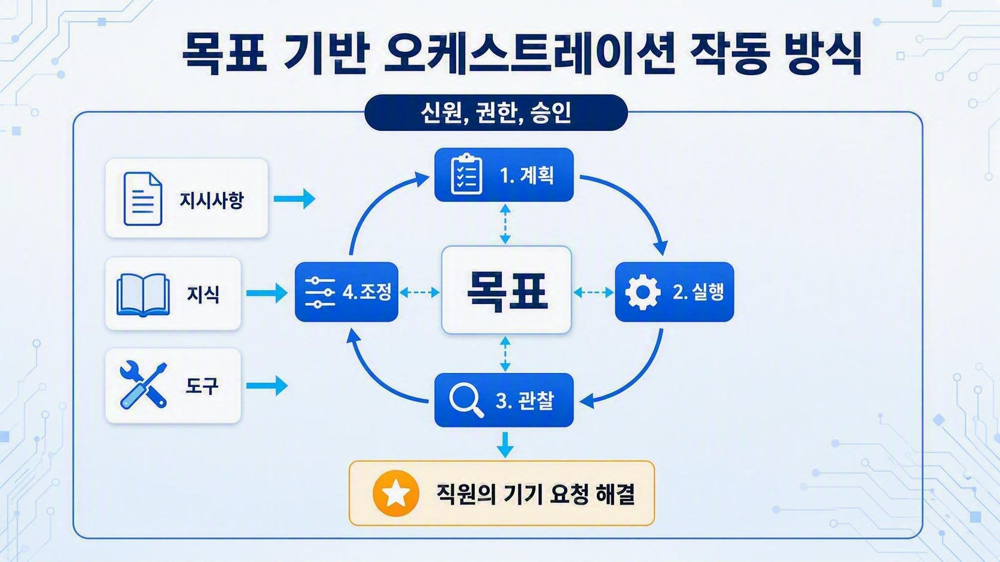 목표 기반 오케스트레이션 작동 방식
신원, 권한, 승인
지시사항
지식
도구
1. 계획
2. 실행
3. 관찰
4.조정
목표
직원의 기기 요청 해결